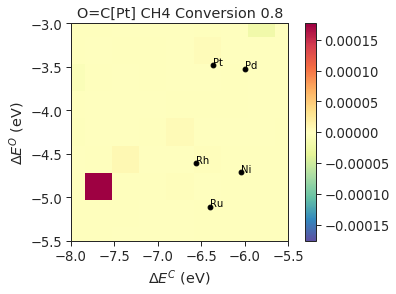 O=C[Pt] CH4 Conversion 0.8
−3.0
−3.5
−4.0
−4.5
−5.0
−5.5
ΔE^O (eV)
Pt
Pd
Rh
Ni
Ru
−8.0 −7.5 −7.0 −6.5 −6.0 −5.5
ΔE^C (eV)
0.00015
0.00010
0.00005
0.00000
−0.00005
−0.00010
−0.00015